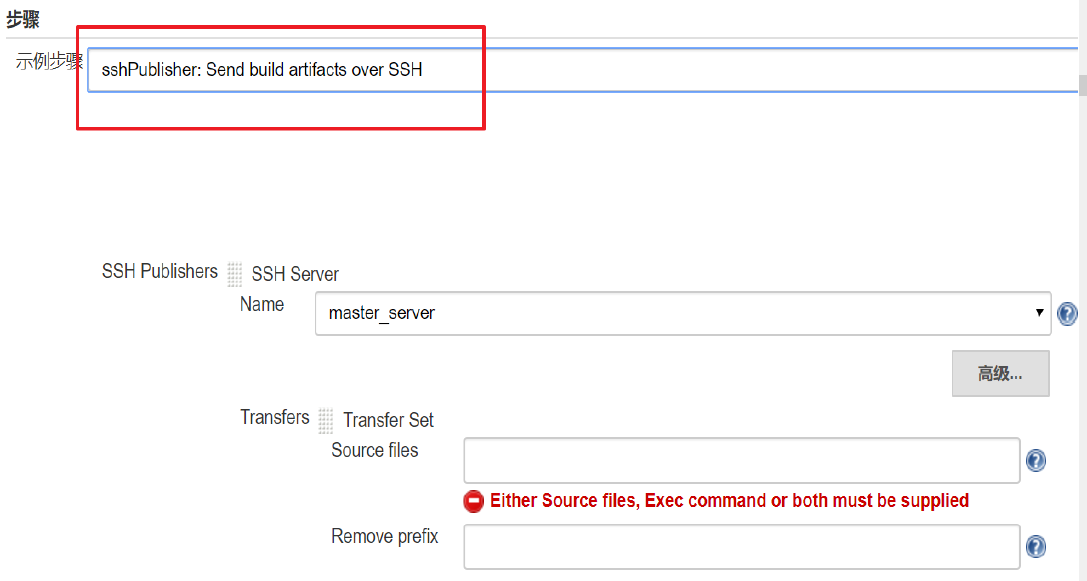 步骤
示例步骤
sshPublisher: Send build artifacts over SSH
SSH Publishers
SSH Server
Name
master_server
高级...
Transfers
Transfer Set
Source files
Either Source files, Exec command or both must be supplied
Remove prefix